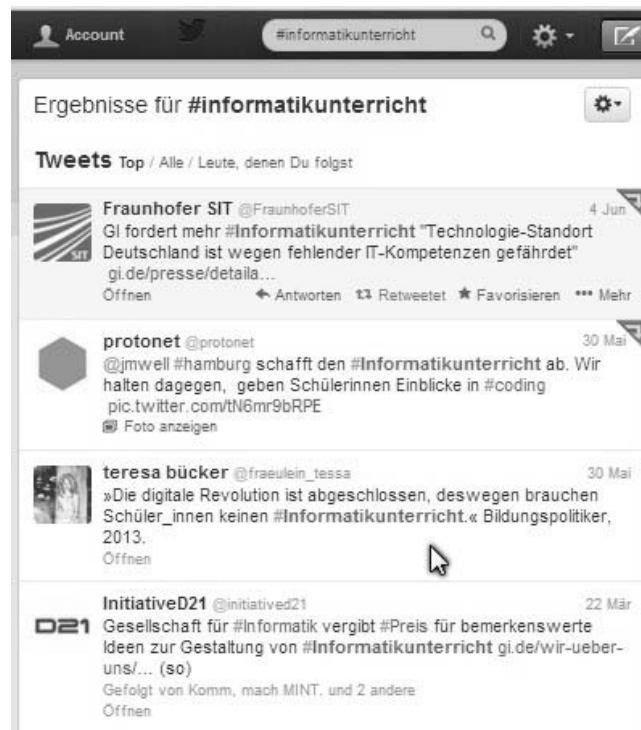 Account #informatikunterricht
Ergebnisse für #informatikunterricht
Tweets Top / Alle / Leute, denen Du folgst
Fraunhofer SIT @FraunhoferSIT 4 Jun
GI fordert mehr #Informatikunterricht "Technologie-Standort
Deutschland ist wegen fehlender IT-Kompetenzen gefährdet"
gi.de/presse/detaila...
SIT
Öffnen Antworten Retweetet Favorisieren Mehr
protonet @protonet 30 Mai
@jmwell #hamburg schafft den #Informatikunterricht ab. Wir
halten dagegen, geben Schülerinnen Einblicke in #coding
pic.twitter.com/tN6mr9bRPE
Foto anzeigen
teresa bücker @fraeulein_tessa 30 Mai
»Die digitale Revolution ist abgeschlossen, deswegen brauchen
Schüler_innen keinen #Informatikunterricht.« Bildungspolitiker,
2013.
Öffnen
InitiativeD21 @initiatived21 22 Mär
D21
Gesellschaft für #Informatik vergibt #Preis für bemerkenswerte
Ideen zur Gestaltung von #Informatikunterricht gi.de/wir-ueber-
uns/... (so)
Gefolgt von Komm, mach MINT. und 2 andere
Öffnen